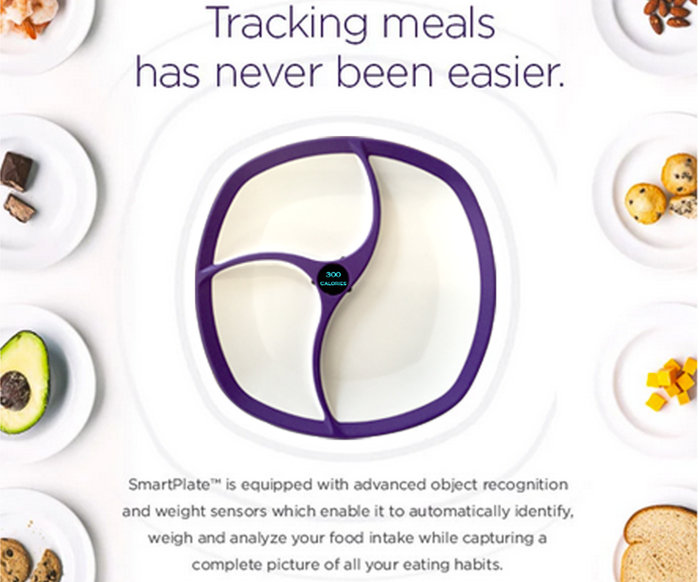 Tracking meals
has never been easier.
300
CALORIES
SmartPlate™ is equipped with advanced object recognition
and weight sensors which enable it to automatically identify,
weigh and analyze your food intake while capturing a
complete picture of all your eating habits.